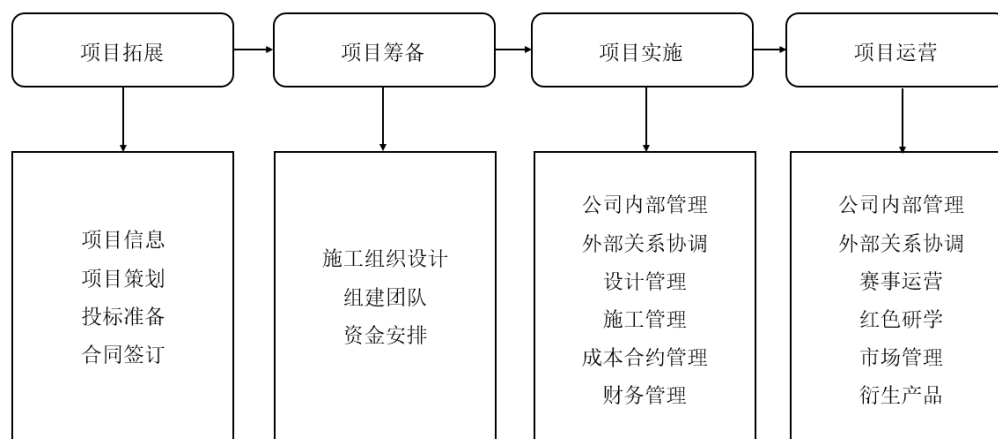 项目拓展
项目筹备
项目实施
项目运营
项目信息
项目策划
投标准备
合同签订
施工组织设计
组建团队
资金安排
公司内部管理
外部关系协调
设计管理
施工管理
成本合约管理
财务管理
公司内部管理
外部关系协调
赛事运营
红色研学
市场管理
衍生产品